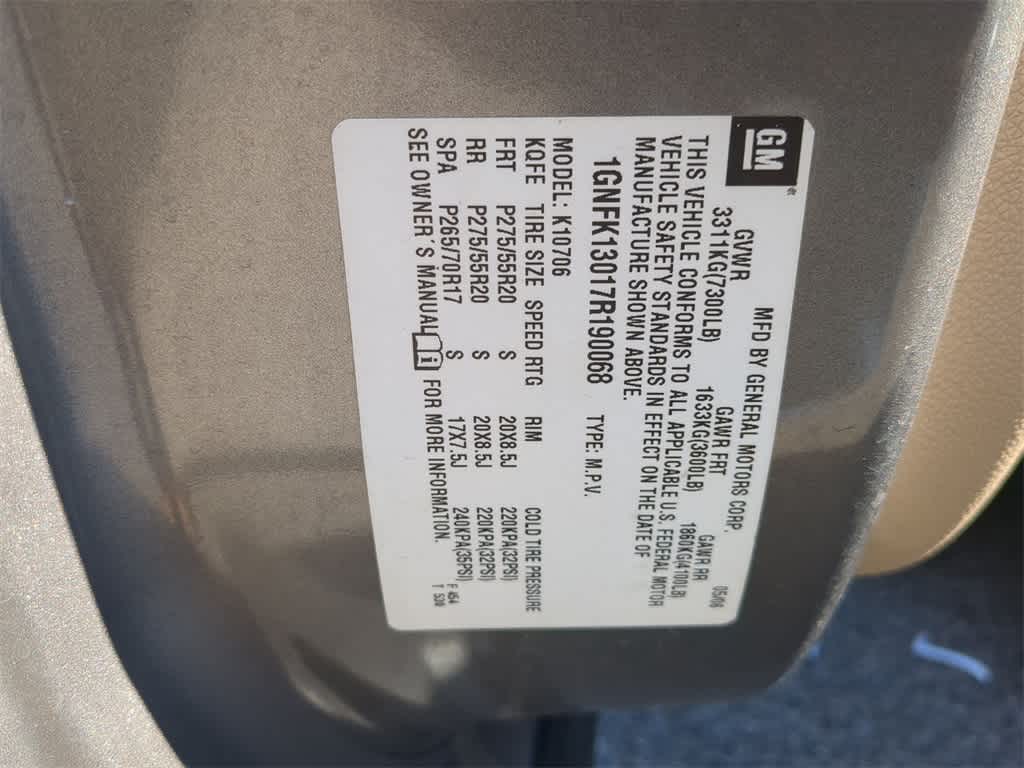 GM
MFD BY GENERAL MOTORS CORP. 05/06
GVWR GAWR FRT GAWR RR
3311KG(7300LB) 1633KG(3600LB) 1860KG(4100LB)
THIS VEHICLE CONFORMS TO ALL APPLICABLE U.S. FEDERAL MOTOR
VEHICLE SAFETY STANDARDS IN EFFECT ON THE DATE OF
MANUFACTURE SHOWN ABOVE.
1GNFK13017R190068 TYPE: M.P.V.
MODEL: K10706
KQFE TIRE SIZE SPEED RTG RIM COLD TIRE PRESSURE
FRT P275/55R20 S 20X8.5J 220KPA(32PSI)
RR P275/55R20 S 20X8.5J 220KPA(32PSI)
SPA P265/70R17 S 17X7.5J 240KPA(35PSI)
SEE OWNER'S MANUAL FOR MORE INFORMATION.